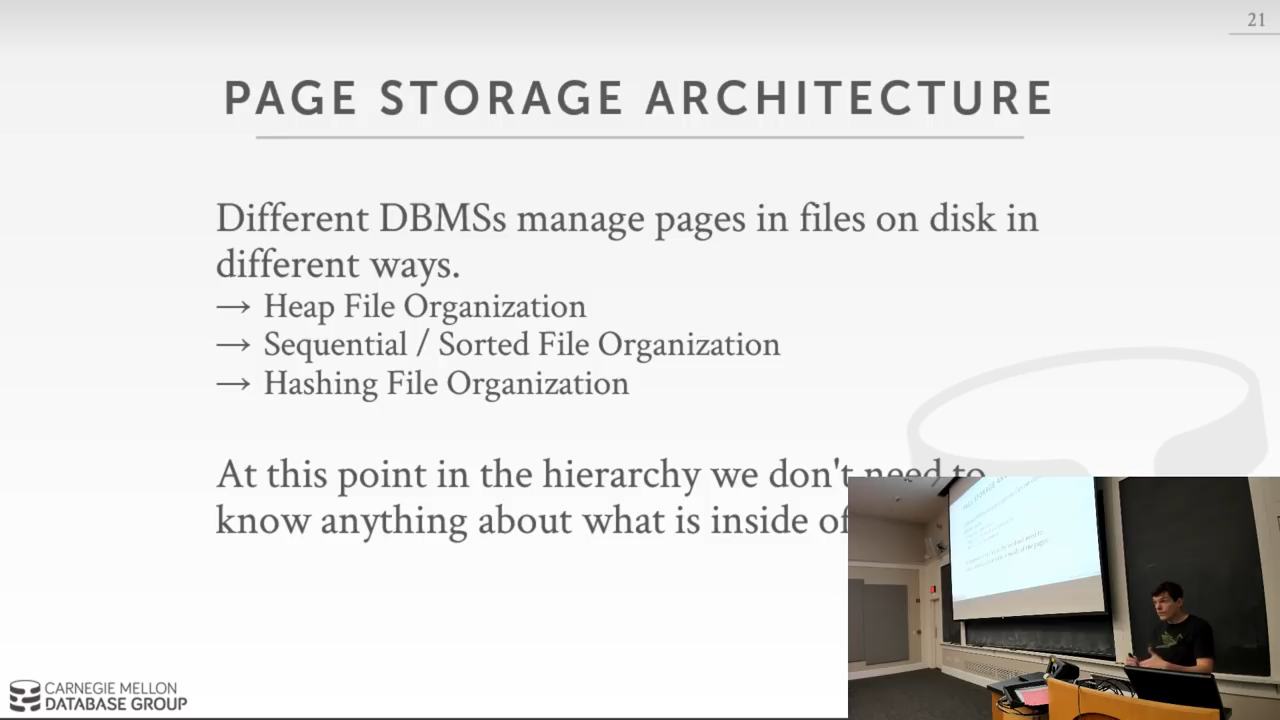 21
PAGE STORAGE ARCHITECTURE
Different DBMSs manage pages in files on disk in
different ways.
→ Heap File Organization
→ Sequential / Sorted File Organization
→ Hashing File Organization
At this point in the hierarchy we don't need to
know anything about what is inside of
CARNEGIE MELLON
DATABASE GROUP